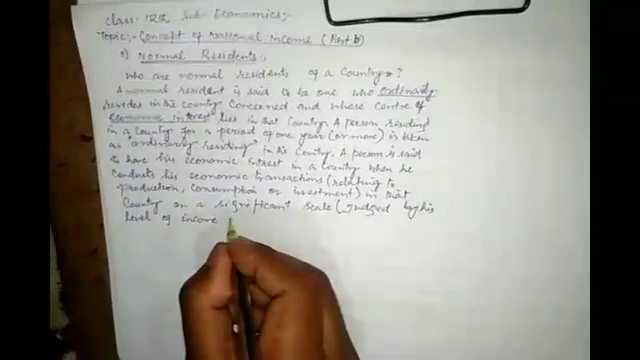 Class: XII Sub: Economics:-
Topic:- Concept of National Income (Part 6)
Normal Residents:,
Who are normal residents of a Country?
A normal resident is said to be one who ordinarily
resides in the country concerned and whose centre of
Economic interest lies in that Country. A person residing
in a Country for a period of one year (or more) is taken
as "ordinarily residing" in the Country. A person is said
to have his economic interest in a Country when he
conducts his economic transactions (relating to
production, consumption or investment) in that
Country on a significant scale (Judged by his
level of income